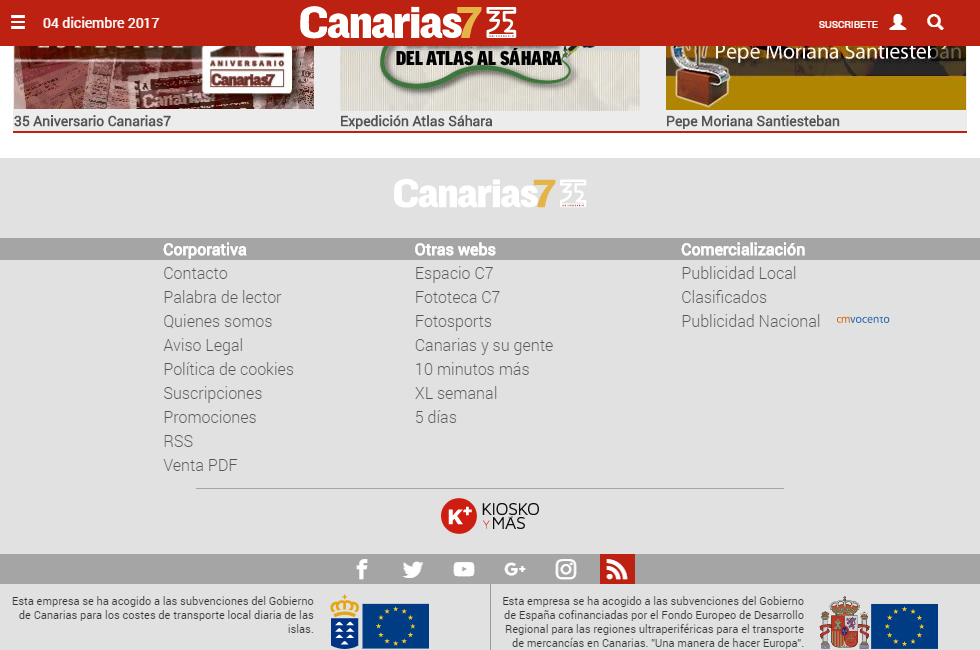 04 diciembre 2017
Canarias7 35
SUSCRIBETE
ANIVERSARIO
Canarias7
DEL ATLAS AL SÁHARA
Pepe Moriana Santiesteban
35 Aniversario Canarias7
Expedición Atlas Sáhara
Pepe Moriana Santiesteban
Canarias7 35
Corporativa
Contacto
Palabra de lector
Quienes somos
Aviso Legal
Política de cookies
Suscripciones
Promociones
RSS
Venta PDF
Otras webs
Espacio C7
Fototeca C7
Fotosports
Canarias y su gente
10 minutos más
XL semanal
5 días
Comercialización
Publicidad Local
Clasificados
Publicidad Nacional cmvocento
K+ KIOSKO
Y MÁS
G+
Esta empresa se ha acogido a las subvenciones del Gobierno
de Canarias para los costes de transporte local diaria de las
islas.
Esta empresa se ha acogido a las subvenciones del Gobierno
de España cofinanciadas por el Fondo Europeo de Desarrollo
Regional para las regiones ultraperiféricas para el transporte
de mercancías en Canarias. "Una manera de hacer Europa".